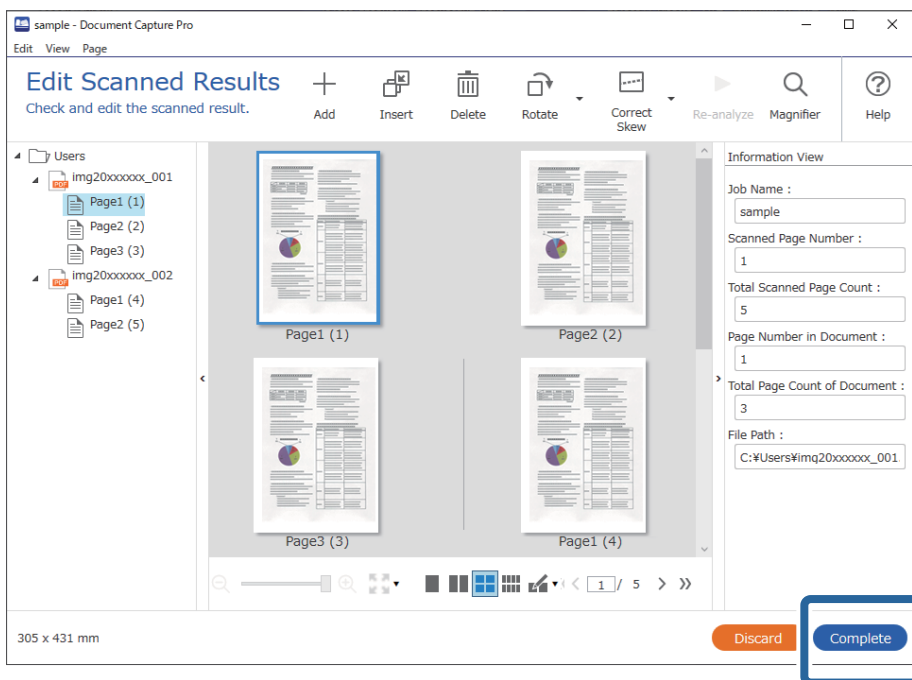 sample - Document Capture Pro
Edit View Page
Edit Scanned Results
Check and edit the scanned result.
Add
Insert
Delete
Rotate
Correct Skew
Re-analyze
Magnifier
Help
Users
PDF
img20xxxxxx_001
Page1 (1)
Page2 (2)
Page3 (3)
PDF
img20xxxxxx_002
Page1 (4)
Page2 (5)
Page1 (1)
Page2 (2)
Page3 (3)
Page1 (4)
Information View
Job Name :
sample
Scanned Page Number :
1
Total Scanned Page Count :
5
Page Number in Document :
1
Total Page Count of Document :
3
File Path :
C:¥Users¥img20xxxxxx_001
1 / 5
305 x 431 mm
Discard
Complete